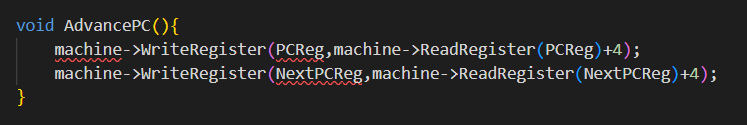 void AdvancePC(){
machine->WriteRegister(PCReg,machine->ReadRegister(PCReg)+4);
machine->WriteRegister(NextPCReg,machine->ReadRegister(NextPCReg)+4);
}